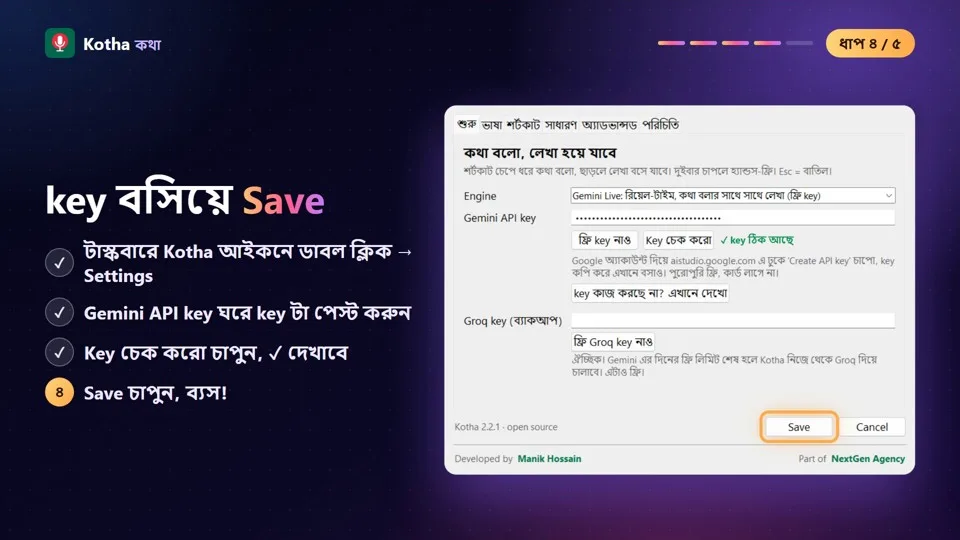 Kotha কথা
ধাপ ৪ / ৫
key বসিয়ে Save
✓ টাস্কবারে Kotha আইকনে ডাবল ক্লিক →
Settings
✓ Gemini API key ঘরে key টা পেস্ট করুন
✓ Key চেক করো চাপুন, ✓ দেখাবে
৪ Save চাপুন, ব্যস!
শুরু ভাষা শর্টকাট সাধারণ অ্যাডভান্সড পরিচিতি
কথা বলো, লেখা হয়ে যাবে
শর্টকাট চেপে ধরে কথা বলো, ছাড়লে লেখা বসে যাবে। দুইবার চাপলে হ্যান্ডস-ফ্রি। Esc = বাতিল।
Engine Gemini Live: রিয়েল-টাইম, কথা বলার সাথে সাথে লেখা (ফ্রি key)
Gemini API key
ফ্রি key নাও Key চেক করো ✓ key ঠিক আছে
Google অ্যাকাউন্ট দিয়ে aistudio.google.com এ ঢুকে 'Create API key' চাপো, key
কপি করে এখানে বসাও। পুরোপুরি ফ্রি, কার্ড লাগে না।
key কাজ করছে না? এখানে দেখো
Groq key (ব্যাকআপ)
ফ্রি Groq key নাও
ঐচ্ছিক। Gemini এর দিনের ফ্রি লিমিট শেষ হলে Kotha নিজে থেকে Groq দিয়ে
চালাবে। এটাও ফ্রি।
Kotha 2.2.1 · open source
Save Cancel
Developed by Manik Hossain
Part of NextGen Agency